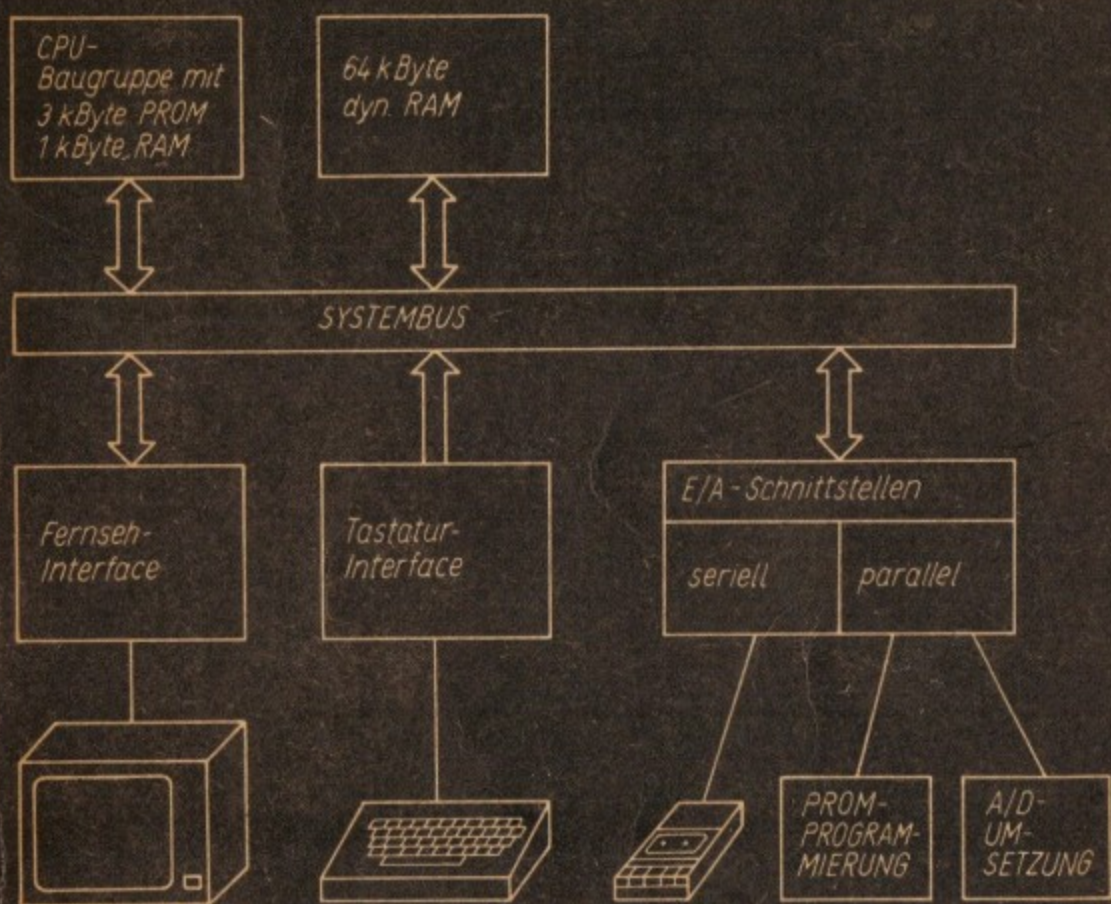 CPU-
Baugruppe mit
3 kByte PROM
1 kByte RAM
64 kByte
dyn. RAM
SYSTEMBUS
Fernseh-
Interface
Tastatur-
Interface
E/A-Schnittstellen
seriell
parallel
PROM-
PROGRAM-
MIERUNG
A/D-
UM-
SETZUNG